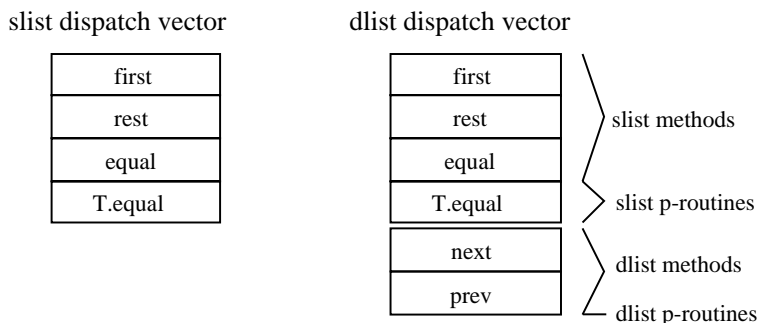 slist dispatch vector
first
rest
equal
T.equal
dlist dispatch vector
first
rest
equal
T.equal
next
prev
slist methods
slist p-routines
dlist methods
dlist p-routines